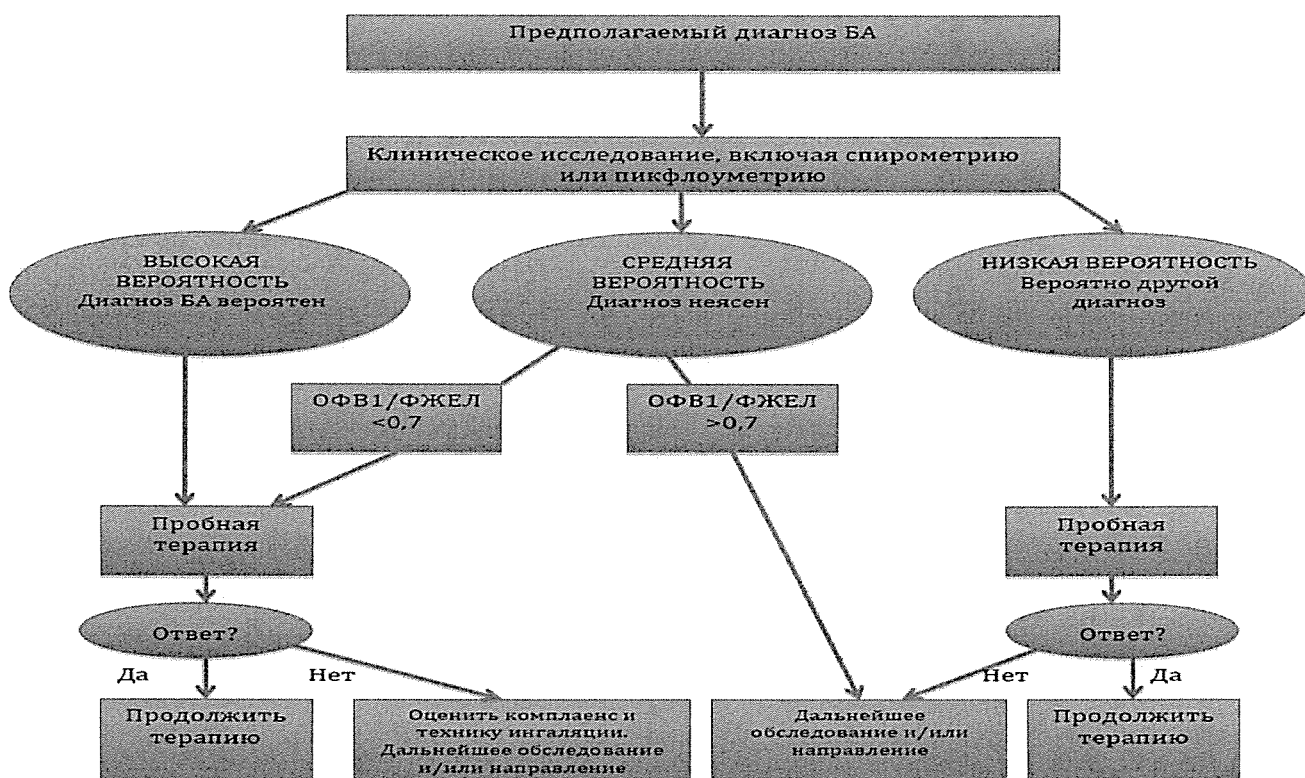 Предполагаемый диагноз БА
Клиническое исследование, включая спирометрию
или пикфлоуметрию
ВЫСОКАЯ
ВЕРОЯТНОСТЬ
Диагноз БА вероятен
СРЕДНЯЯ
ВЕРОЯТНОСТЬ
Диагноз неясен
НИЗКАЯ ВЕРОЯТНОСТЬ
Вероятно другой
диагноз
ОФВ1/ФЖЕЛ
<0,7
ОФВ1/ФЖЕЛ
>0,7
Пробная
терапия
Пробная
терапия
Ответ?
Ответ?
Да
Нет
Нет
Да
Продолжить
терапию
Оценить комплаенс и
технику ингаляции.
Дальнейшее обследование
и/или направление
Дальнейшее
обследование и/или
направление
Продолжить
терапию